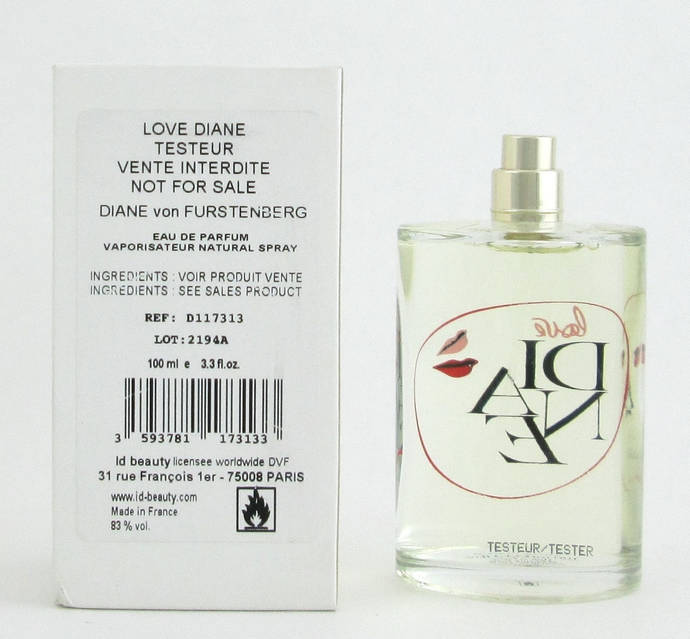 LOVE DIANE
TESTEUR
VENTE INTERDITE
NOT FOR SALE
DIANE von FURSTENBERG
EAU DE PARFUM
VAPORISATEUR NATURAL SPRAY
INGREDIENTS : VOIR PRODUIT VENTE
INGREDIENTS : SEE SALES PRODUCT
REF: D117313
LOT:2194A
100 ml e 3.3 fl.oz.
3 593781 173133
Id beauty licensee worldwide DVF
31 rue François 1er - 75008 PARIS
www.id-beauty.com
Made in France
83 % vol.
love
DI
A
NE
TESTEUR/TESTER